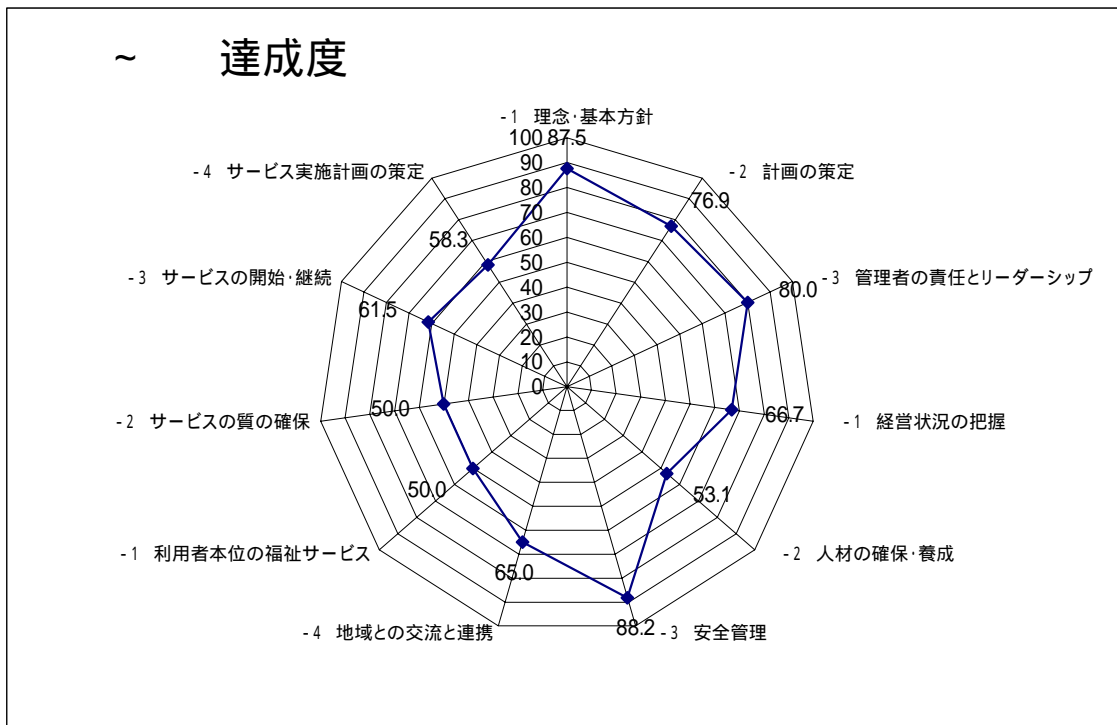 ~ 達成度
-1 理念･基本方針
87.5
-2 計画の策定
76.9
-3 管理者の責任とリーダーシップ
80.0
-1 経営状況の把握
66.7
-2 人材の確保･養成
53.1
-3 安全管理
88.2
-4 地域との交流と連携
65.0
-1 利用者本位の福祉サービス
50.0
-2 サービスの質の確保
50.0
-3 サービスの開始･継続
61.5
-4 サービス実施計画の策定
58.3
100
90
80
70
60
50
40
30
20
10
0